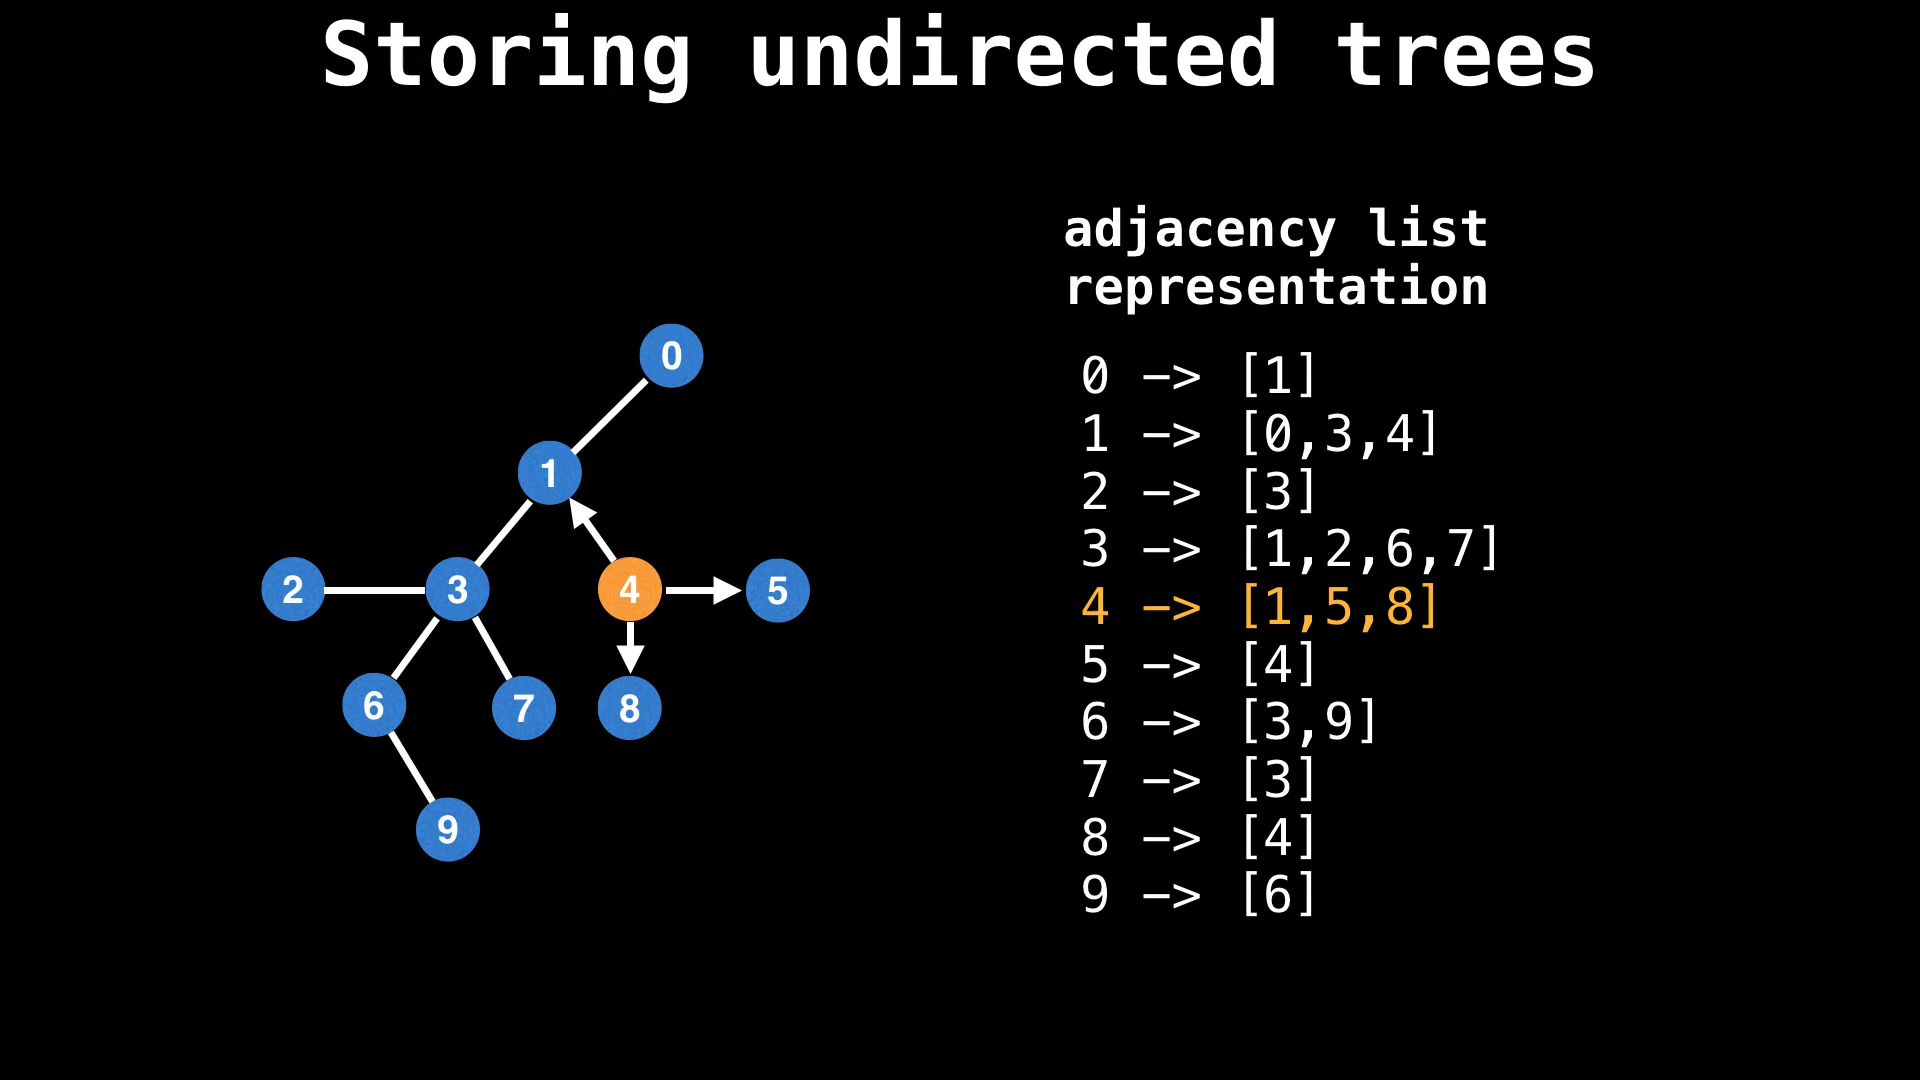 Storing undirected trees
adjacency list
representation
0 -> [1]
1 -> [0,3,4]
2 -> [3]
3 -> [1,2,6,7]
4 -> [1,5,8]
5 -> [4]
6 -> [3,9]
7 -> [3]
8 -> [4]
9 -> [6]
0
1
2
3
4
5
6
7
8
9